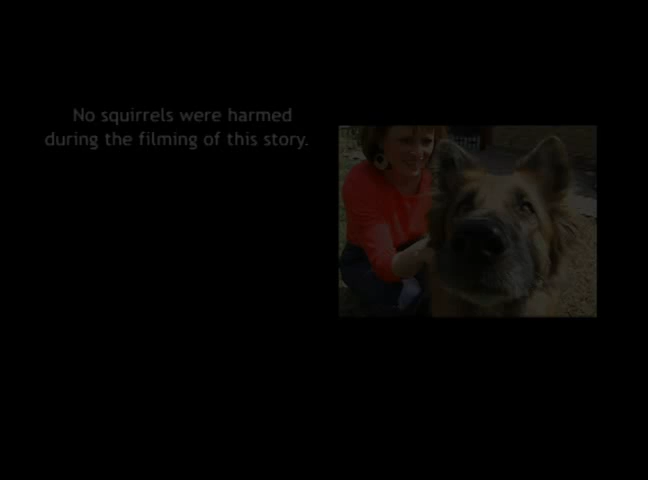 No squirrels were harmed
during the filming of this story.